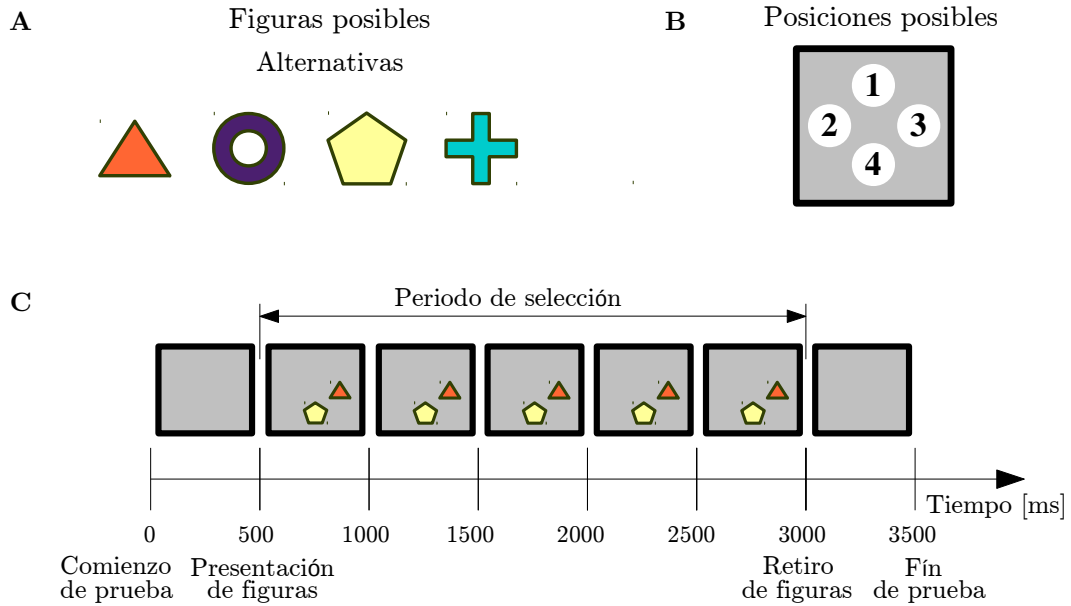 A
Figuras posibles
Alternativas
B
Posiciones posibles
1
2
3
4
C
Periodo de selección
Tiempo [ms]
0
500
1000
1500
2000
2500
3000
3500
Comienzo
de prueba
Presentación
de figuras
Retiro
de figuras
Fín
de prueba